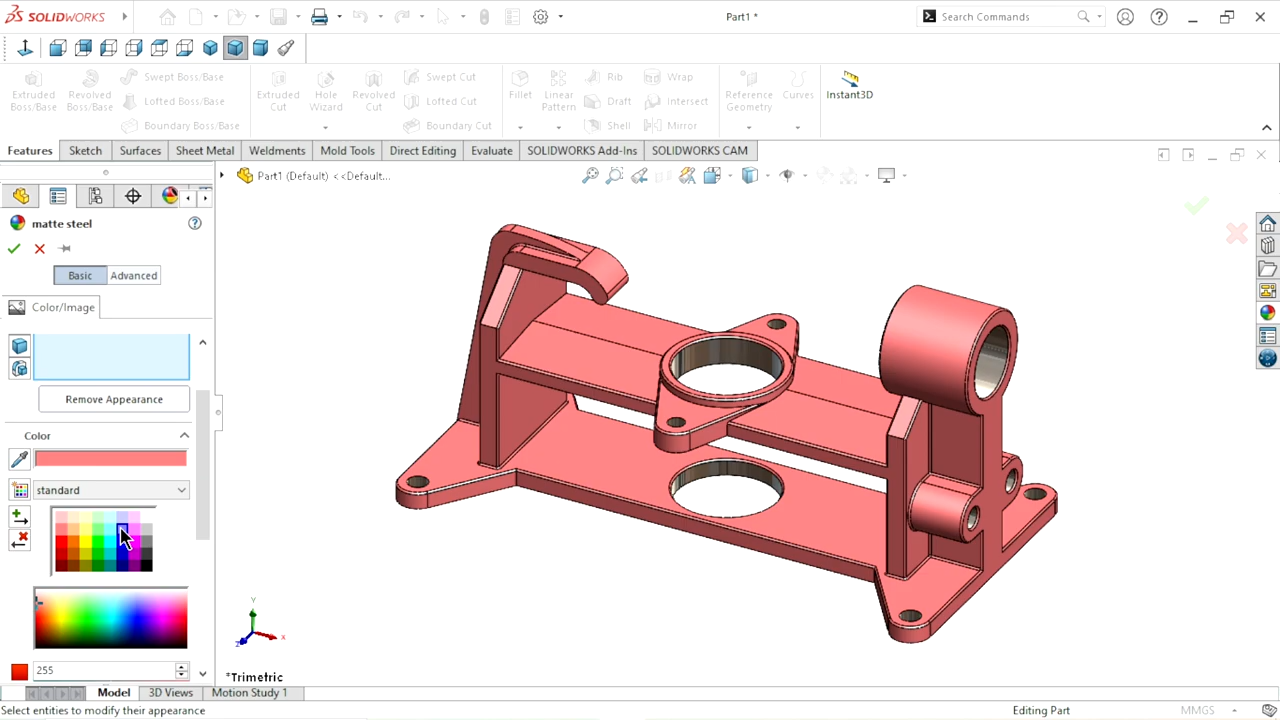 SOLIDWORKS
Part1 *
Search Commands
Extruded Boss/Base
Revolved Boss/Base
Swept Boss/Base
Lofted Boss/Base
Boundary Boss/Base
Extruded Cut
Hole Wizard
Revolved Cut
Swept Cut
Lofted Cut
Boundary Cut
Fillet
Linear Pattern
Rib
Draft
Shell
Wrap
Intersect
Mirror
Reference Geometry
Curves
Instant3D
Features
Sketch
Surfaces
Sheet Metal
Weldments
Mold Tools
Direct Editing
Evaluate
SOLIDWORKS Add-Ins
SOLIDWORKS CAM
Part1 (Default) <<Default...
matte steel
Basic
Advanced
Color/Image
Remove Appearance
Color
standard
255
Y
X
Z
*Trimetric
Model
3D Views
Motion Study 1
Select entities to modify their appearance
Editing Part
MMGS